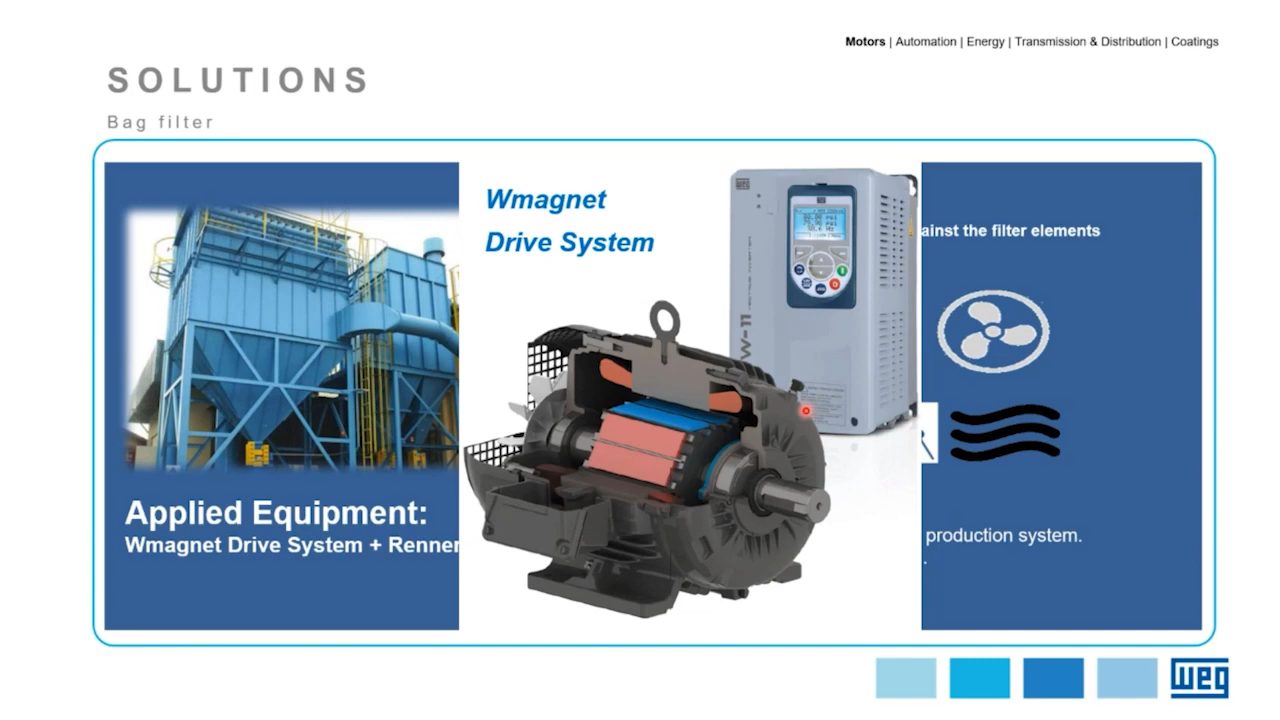 Motors | Automation | Energy | Transmission & Distribution | Coatings
SOLUTIONS
Bag filter
Wmagnet
Drive System
ainst the filter elements
W-11
Applied Equipment:
Wmagnet Drive System + Renner
production system.
weg